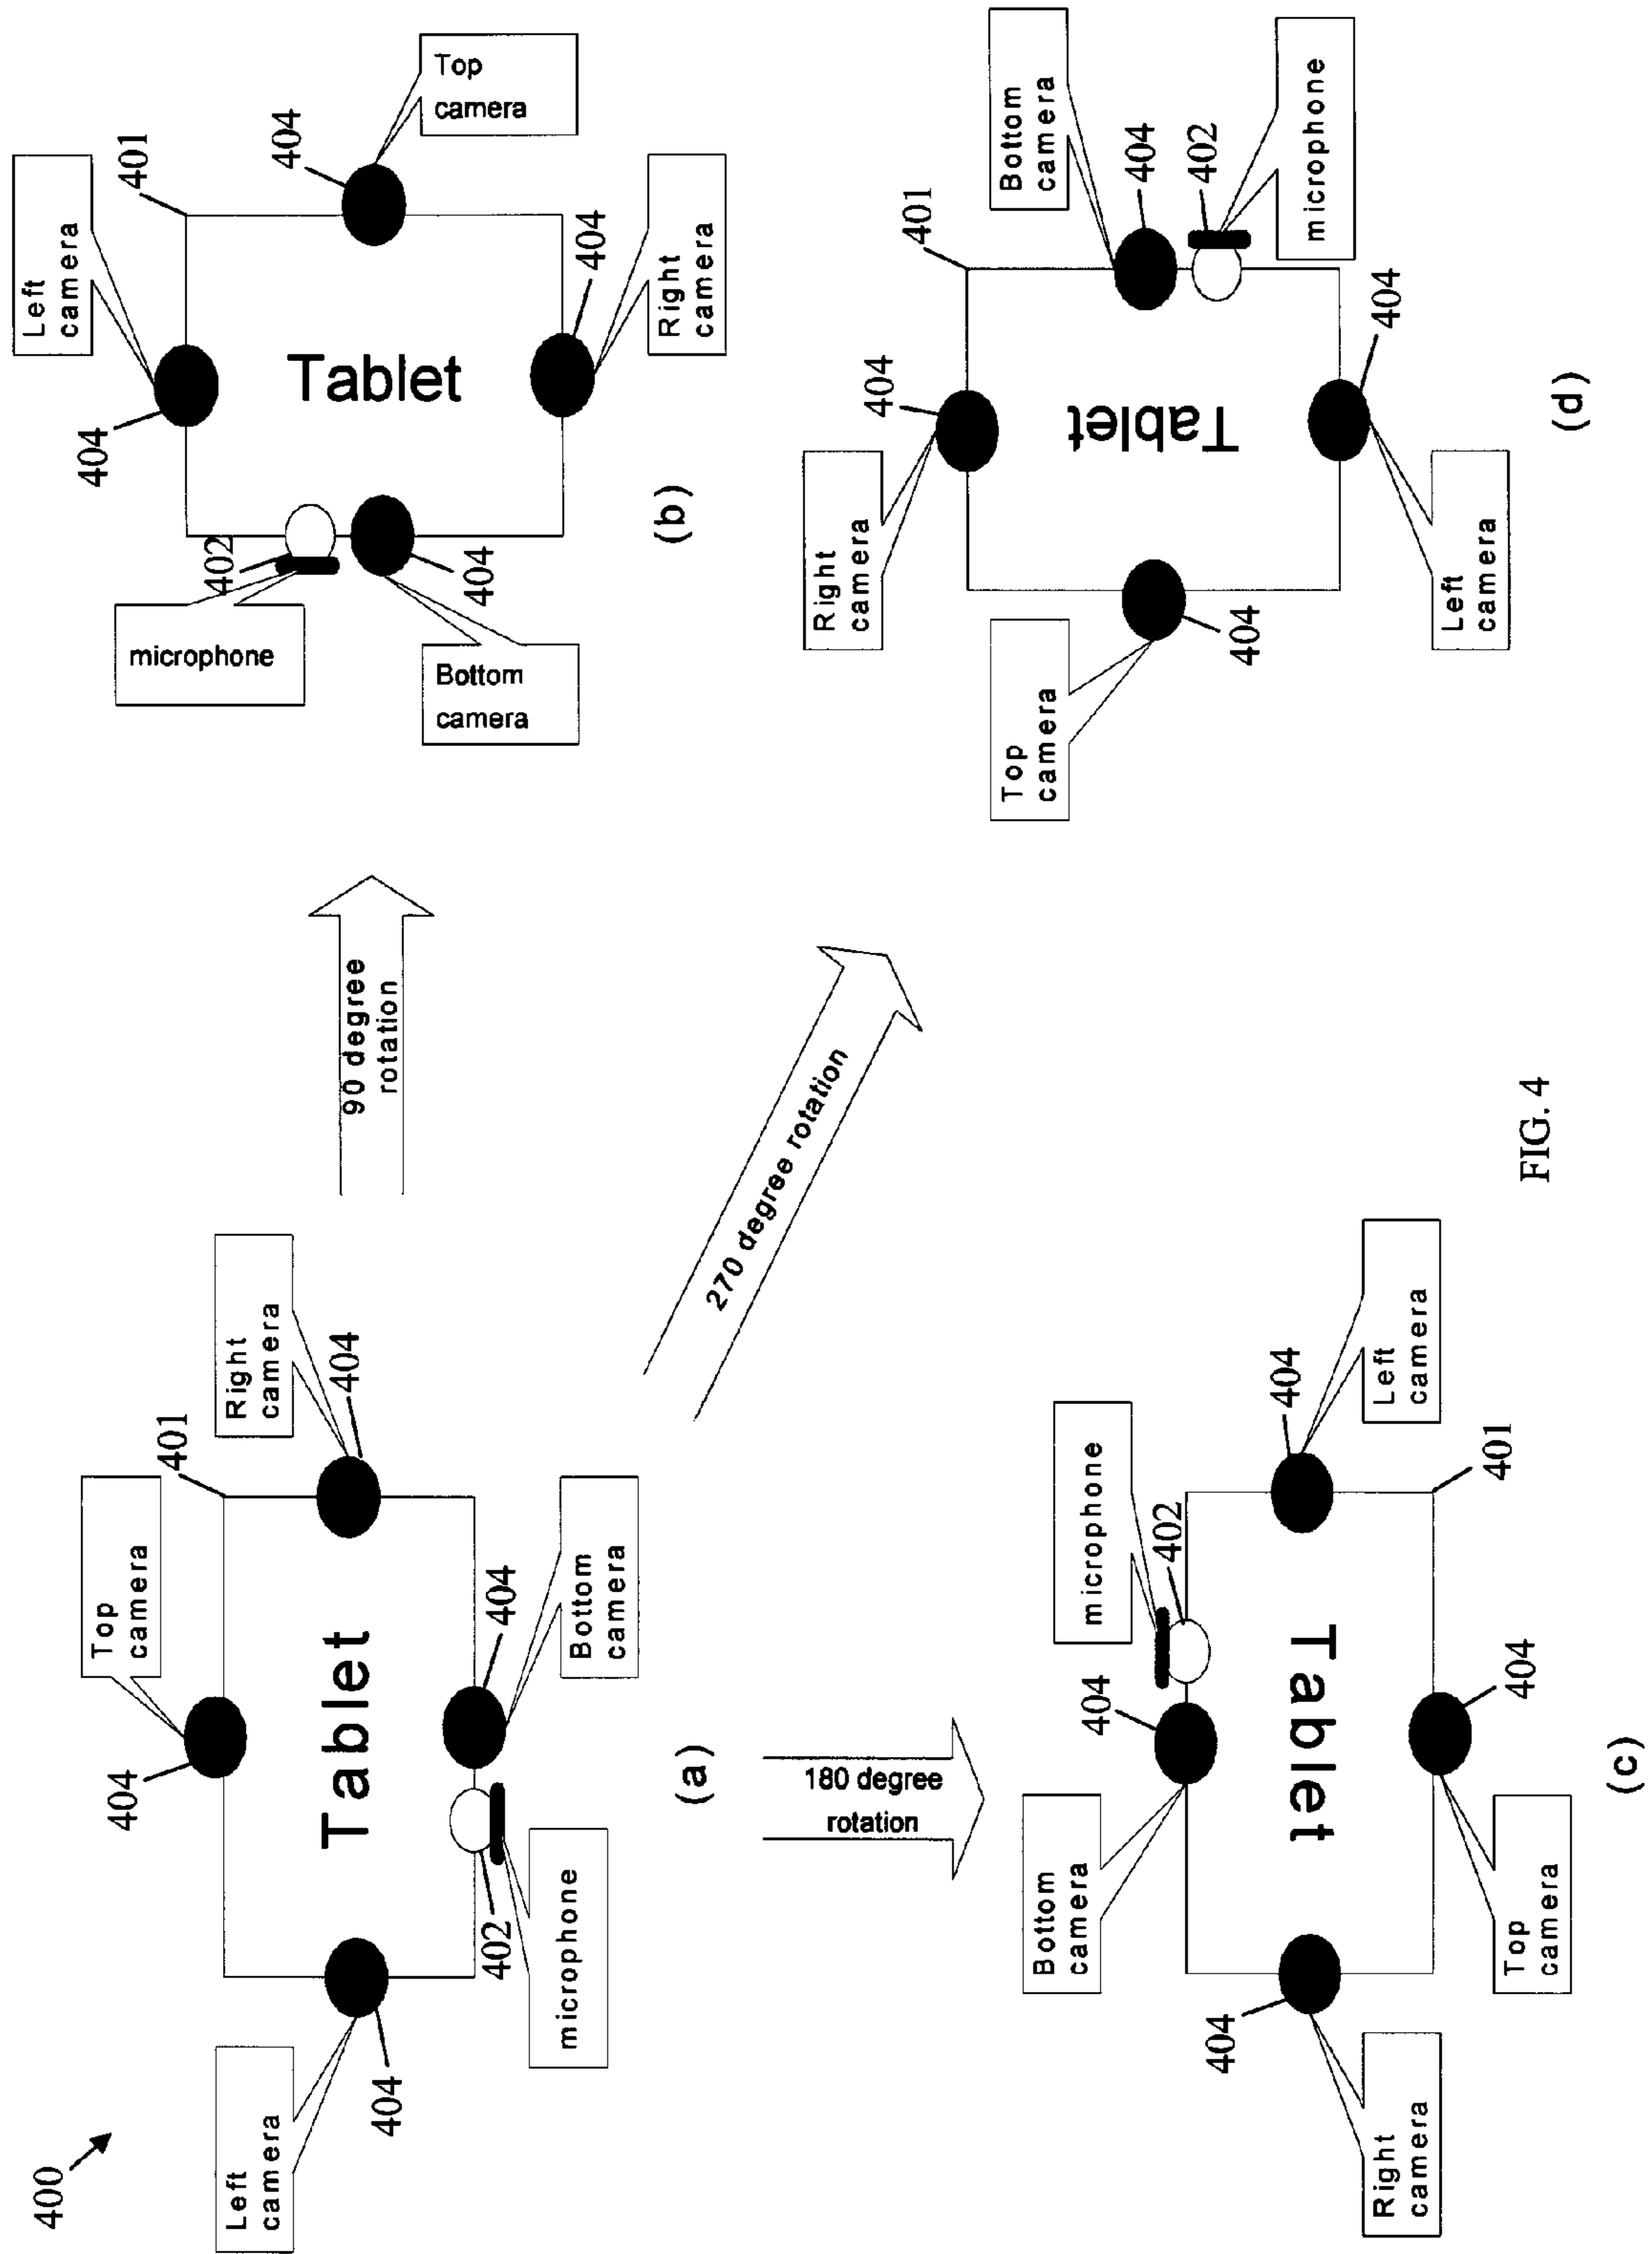 400
Left
camera
404
Top
camera
404
401
Right
camera
404
Tablet
404
Bottom
camera
402
microphone
(a)
90 degree
rotation
Left
camera
404
401
404
Top
camera
Tablet
402
microphone
404
Bottom
camera
404
Right
camera
(b)
180 degree
rotation
270 degree rotation
Bottom
camera
404
microphone
402
404
Left
camera
Tablet
404
Right
camera
404
Top
camera
401
(c)
Right
camera
404
401
Bottom
camera
404
402
microphone
Tablet
Top
camera
404
404
Left
camera
(d)
FIG. 4